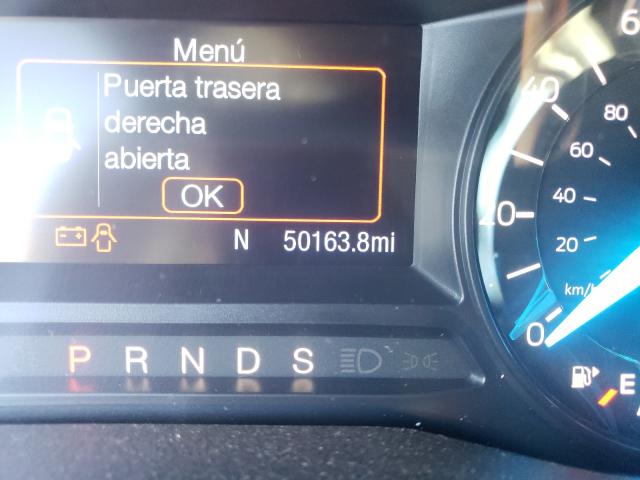 Menú
Puerta trasera
derecha
abierta
OK
N 50163.8mi
P R N D S
40
20
0
80
60
40
20
km/h
E